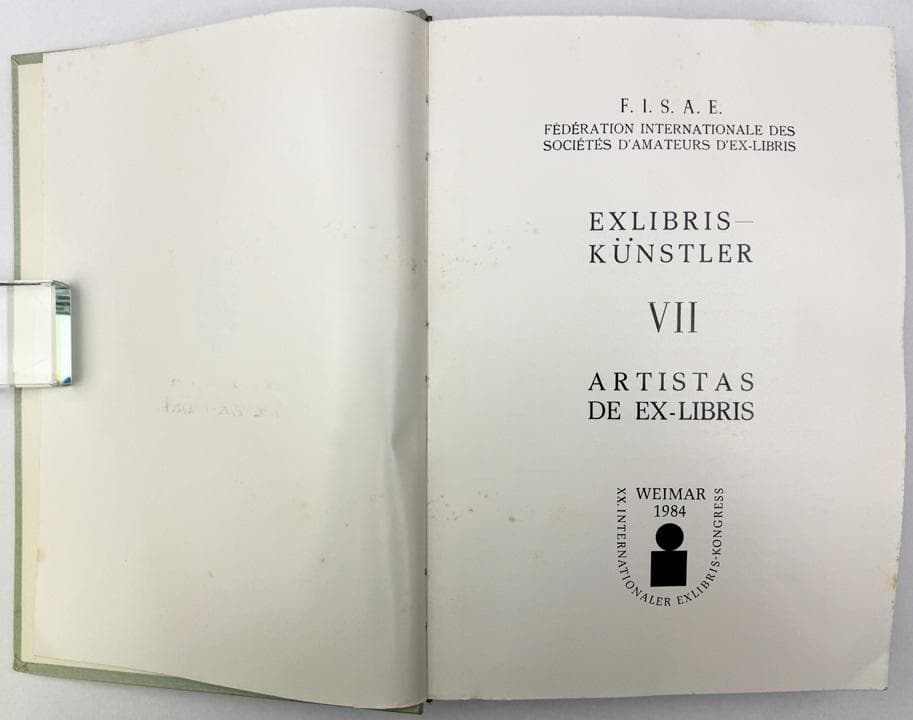 F. I. S. A. E.
FÉDÉRATION INTERNATIONALE DES
SOCIÉTÉS D'AMATEURS D'EX-LIBRIS
EXLIBRIS—
KÜNSTLER
VII
ARTISTAS
DE EX-LIBRIS
WEIMAR
1984
XX. INTERNATIONALER EXLIBRIS-KONGRESS